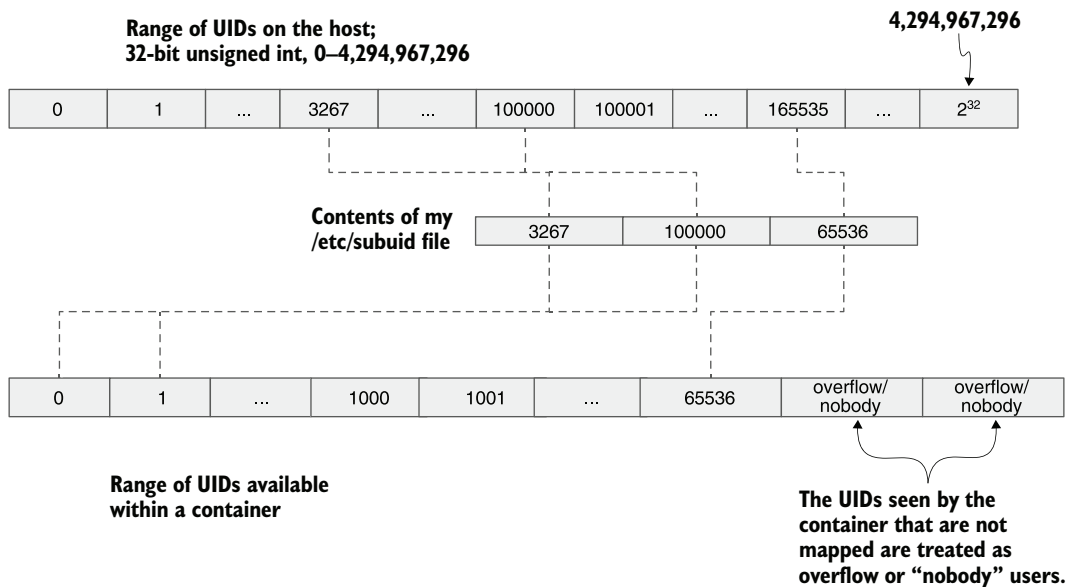 Range of UIDs on the host;
32-bit unsigned int, 0–4,294,967,296
4,294,967,296
0 1 ... 3267 ... 100000 100001 ... 165535 ... 2³²
Contents of my
/etc/subuid file
3267 100000 65536
0 1 ... 1000 1001 ... 65536 overflow/ overflow/
nobody nobody
Range of UIDs available
within a container
The UIDs seen by the
container that are not
mapped are treated as
overflow or “nobody” users.